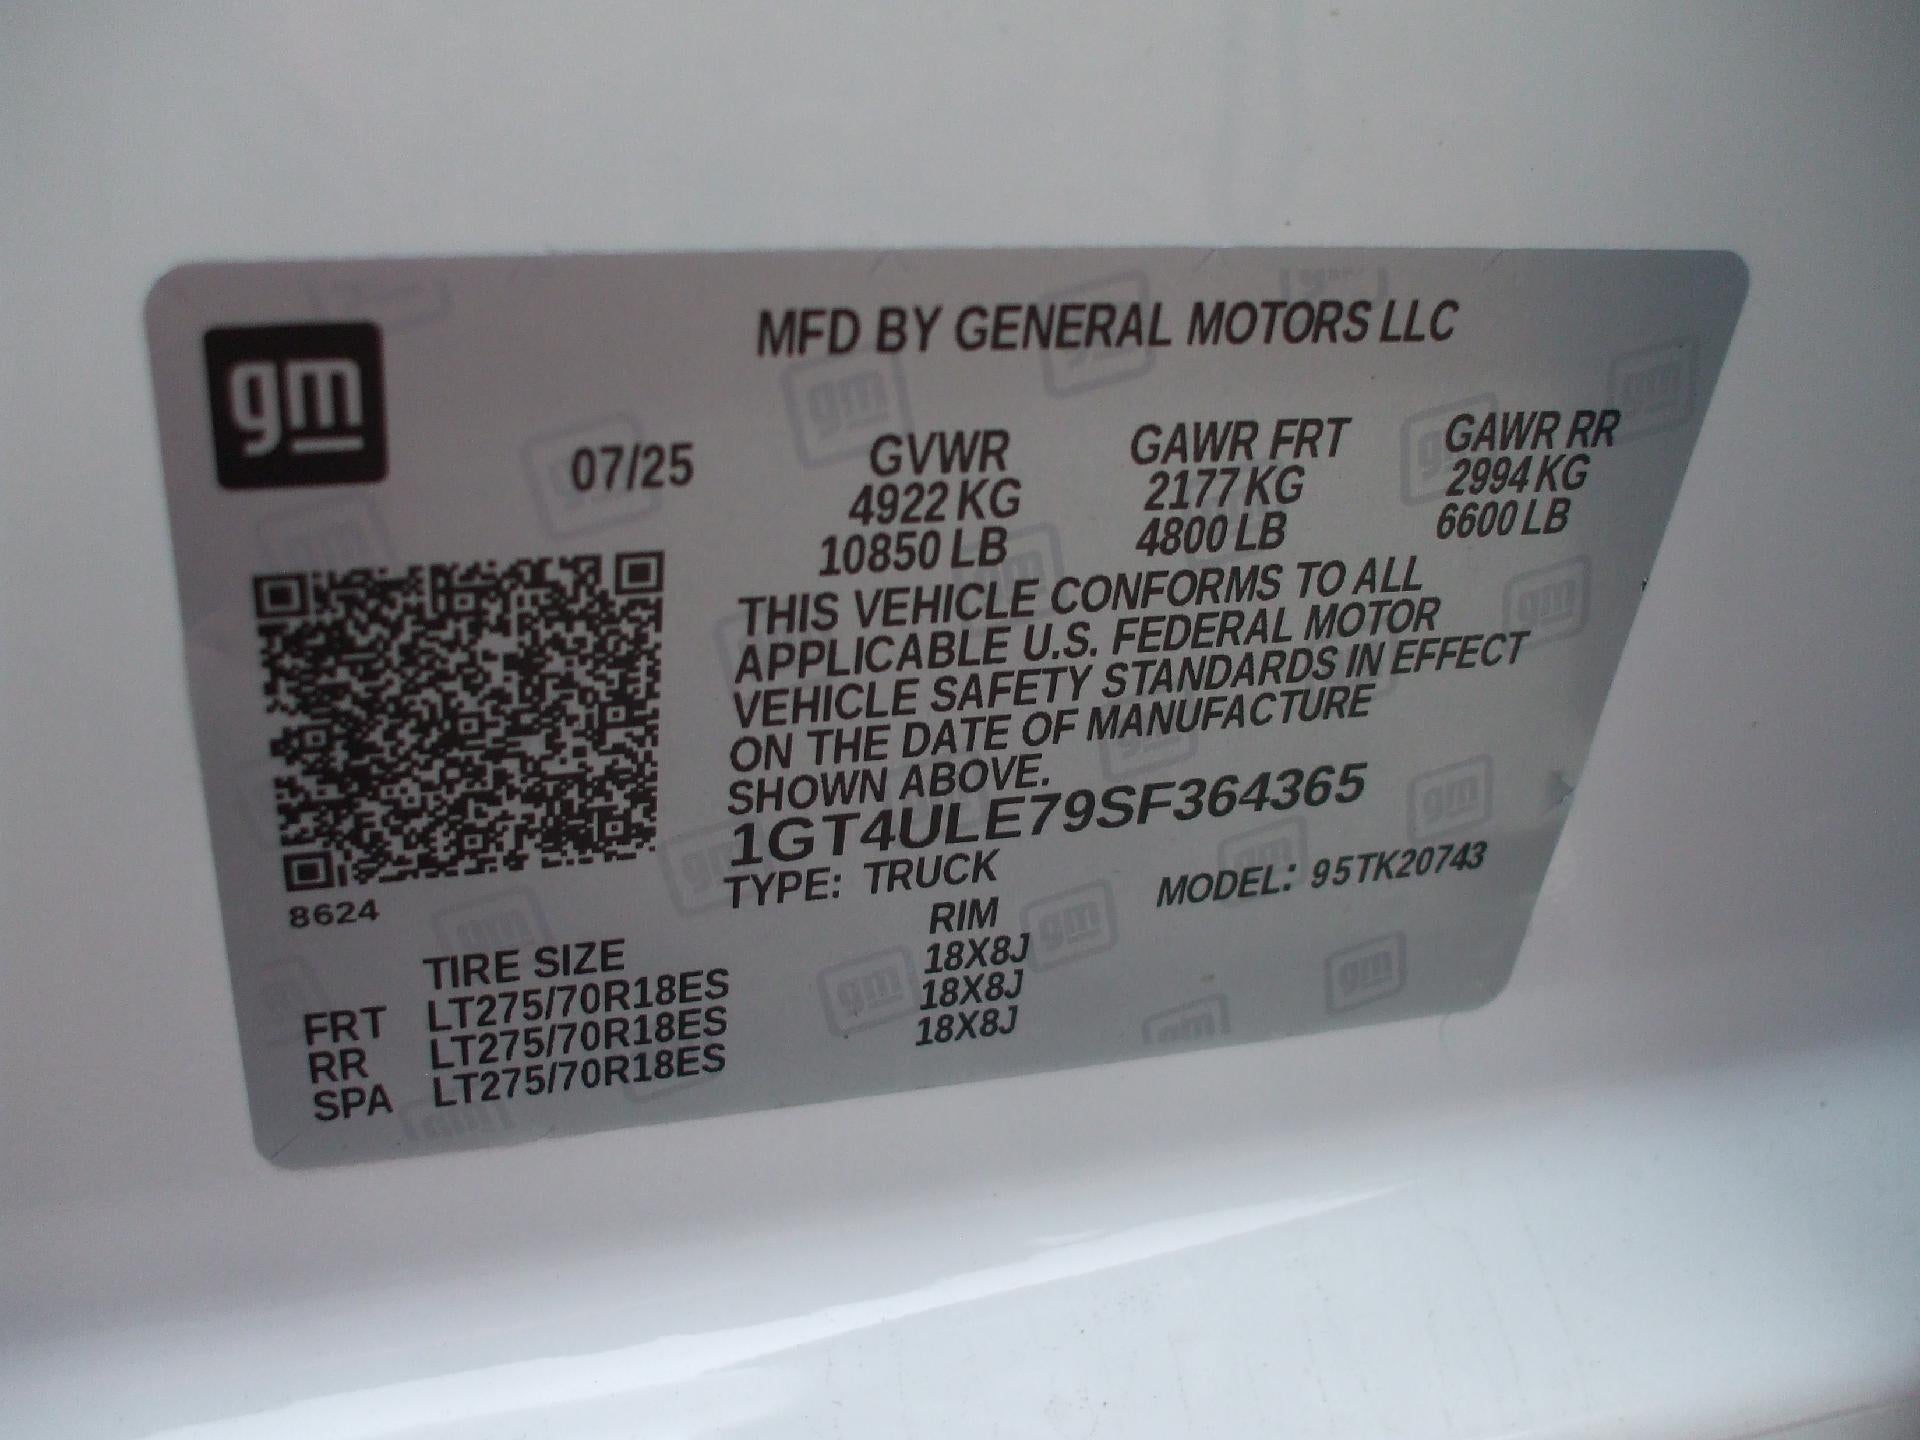 gm
MFD BY GENERAL MOTORS LLC
07/25
GVWR GAWR FRT GAWR RR
4922 KG 2177 KG 2994 KG
10850 LB 4800 LB 6600 LB
THIS VEHICLE CONFORMS TO ALL
APPLICABLE U.S. FEDERAL MOTOR
VEHICLE SAFETY STANDARDS IN EFFECT
ON THE DATE OF MANUFACTURE
SHOWN ABOVE.
1GT4ULE79SF364365
TYPE: TRUCK MODEL: 95TK20743
8624
TIRE SIZE RIM
FRT LT275/70R18ES 18X8J
RR LT275/70R18ES 18X8J
SPA LT275/70R18ES 18X8J